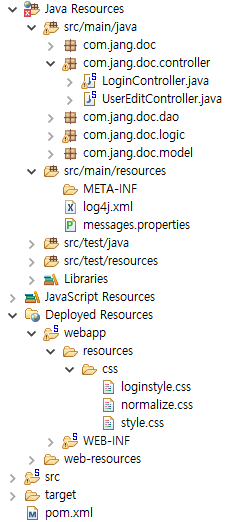 Java Resources
src/main/java
com.jang.doc
com.jang.doc.controller
LoginController.java
UserEditController.java
com.jang.doc.dao
com.jang.doc.logic
com.jang.doc.model
src/main/resources
META-INF
log4j.xml
messages.properties
src/test/java
src/test/resources
Libraries
JavaScript Resources
Deployed Resources
webapp
resources
css
loginstyle.css
normalize.css
style.css
WEB-INF
web-resources
src
target
pom.xml